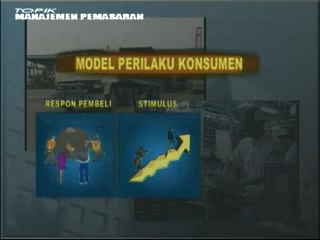 TOPIK
MANAJEMEN PEMASARAN
MODEL PERILAKU KONSUMEN
RESPON PEMBELI
STIMULUS